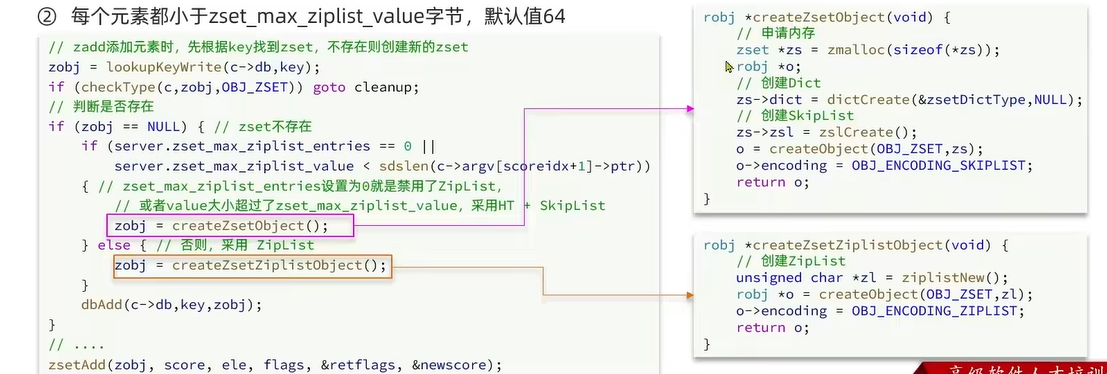 ② 每个元素都小于zset_max_ziplist_value字节，默认值64
// zadd添加元素时，先根据key找到zset，不存在则创建新的zset
zobj = lookupKeyWrite(c->db,key);
if (checkType(c,zobj,OBJ_ZSET)) goto cleanup;
// 判断是否存在
if (zobj == NULL) { // zset不存在
if (server.zset_max_ziplist_entries == 0 ||
server.zset_max_ziplist_value < sdslen(c->argv[scoreidx+1]->ptr))
{ // zset_max_ziplist_entries设置为0就是禁用了ZipList，
// 或者value大小超过了zset_max_ziplist_value，采用HT + SkipList
zobj = createZsetObject();
} else { // 否则，采用 ZipList
zobj = createZsetZiplistObject();
}
dbAdd(c->db,key,zobj);
}
// ....
zsetAdd(zobj, score, ele, flags, &retflags, &newscore);
robj *createZsetObject(void) {
// 申请内存
zset *zs = zmalloc(sizeof(*zs));
robj *o;
// 创建Dict
zs->dict = dictCreate(&zsetDictType,NULL);
// 创建SkipList
zs->zsl = zslCreate();
o = createObject(OBJ_ZSET,zs);
o->encoding = OBJ_ENCODING_SKIPLIST;
return o;
}
robj *createZsetZiplistObject(void) {
// 创建ZipList
unsigned char *zl = ziplistNew();
robj *o = createObject(OBJ_ZSET,zl);
o->encoding = OBJ_ENCODING_ZIPLIST;
return o;
}
高级软件人才培训